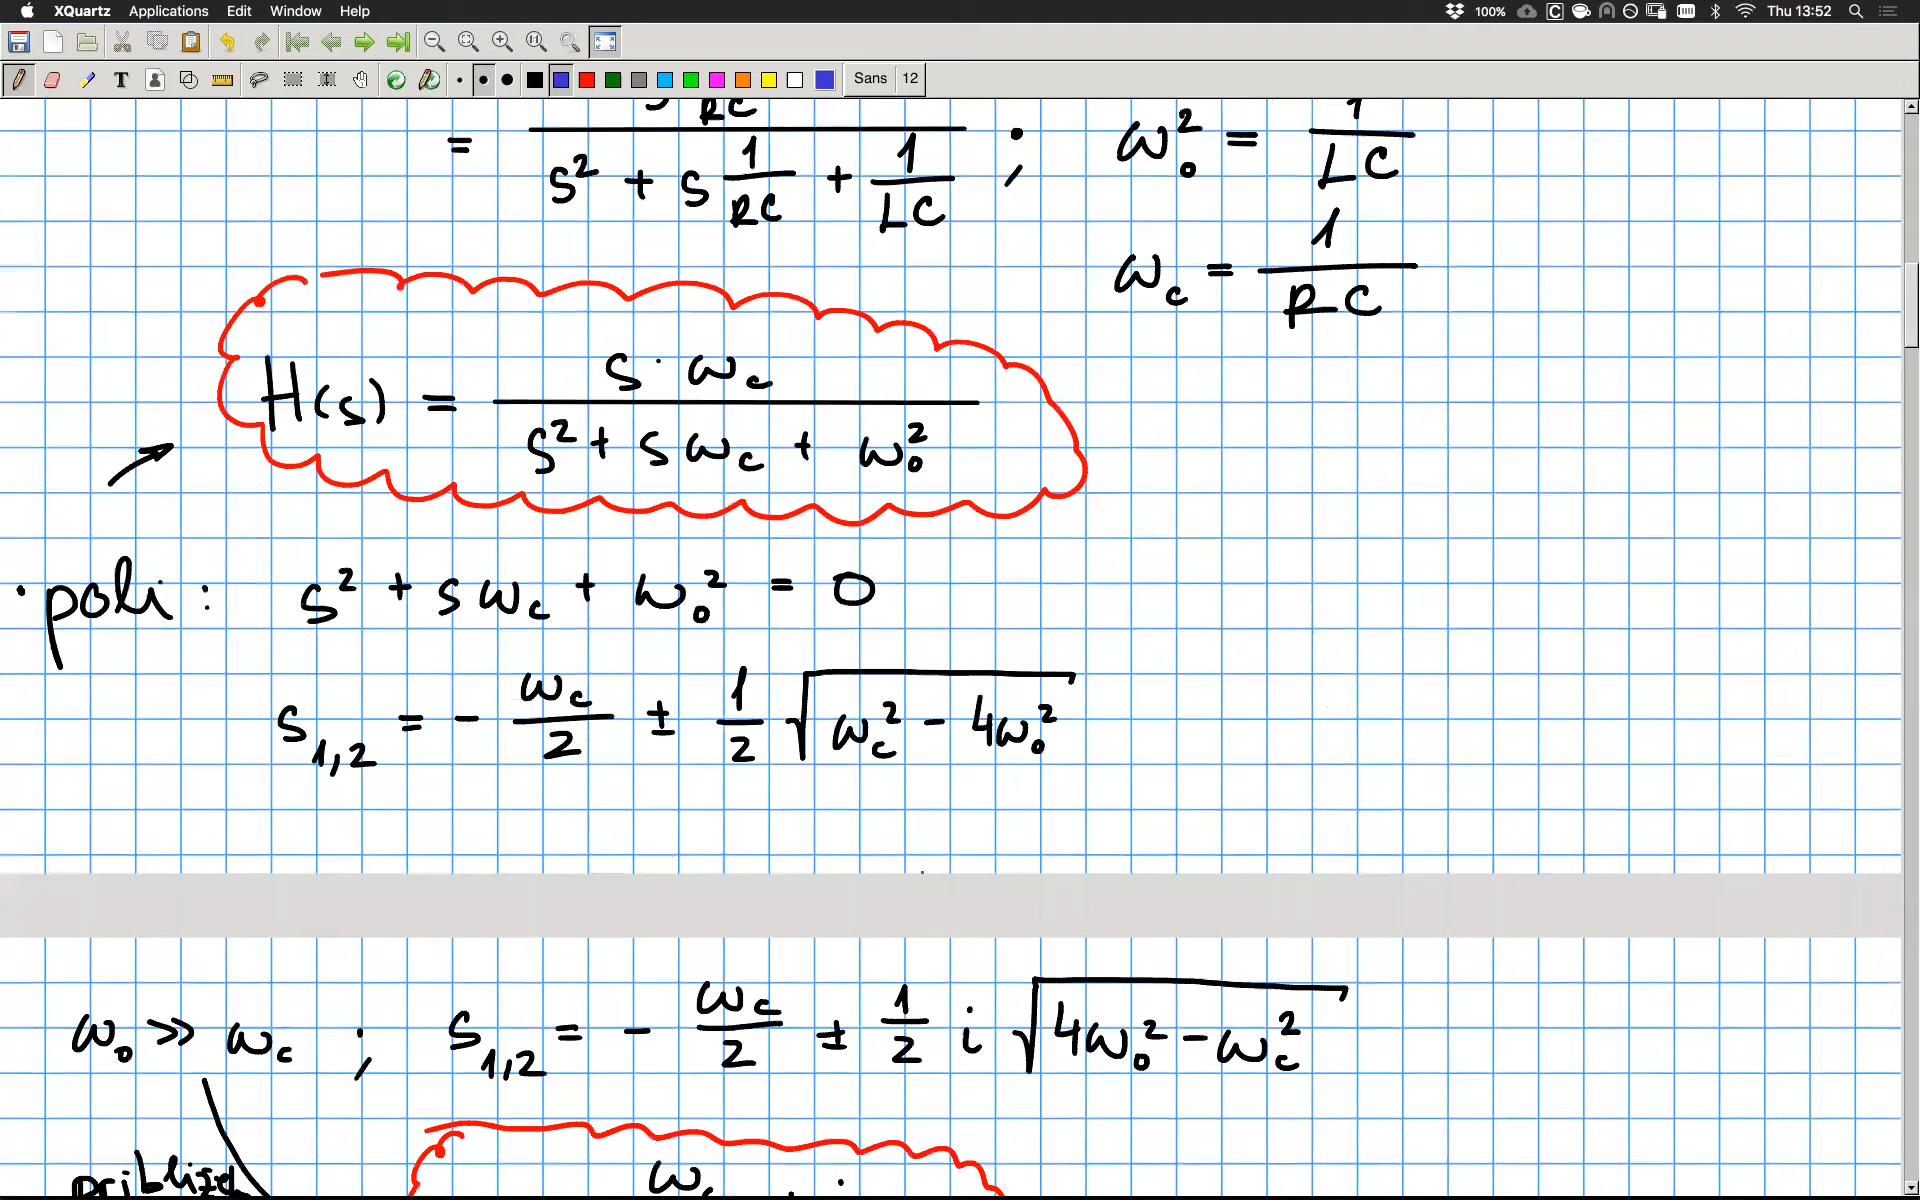 XQuartz Applications Edit Window Help 100% Thu 13:52
Sans 12
= s 1/RC / (s² + s 1/RC + 1/LC) ; ω₀² = 1/LC
ω_c = 1/RC
H(s) = s · ω_c / (s² + s ω_c + ω₀²)
· poli : s² + s ω_c + ω₀² = 0
s₁,₂ = - ω_c/2 ± 1/2 √(ω_c² - 4ω₀²)
ω₀ >> ω_c ; s₁,₂ = - ω_c/2 ± 1/2 i √(4ω₀² - ω_c²)